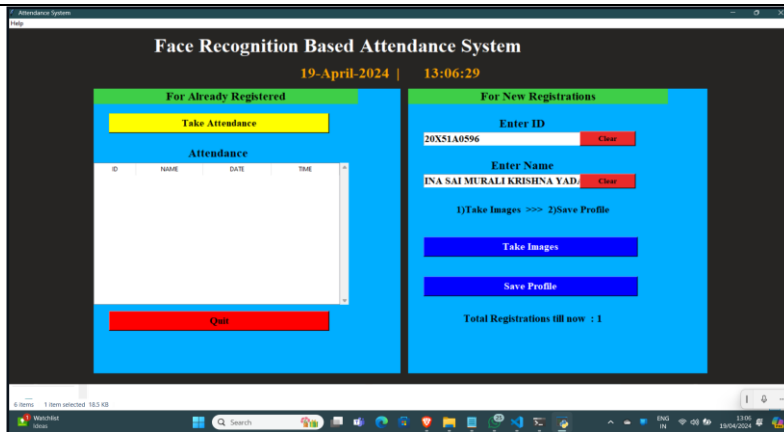 Attendance System
Help
Face Recognition Based Attendance System
19-April-2024 | 13:06:29
For Already Registered
Take Attendance
Attendance
ID NAME DATE TIME
Quit
For New Registrations
Enter ID
20X51A0596 Clear
Enter Name
INA SAI MURALI KRISHNA YADA Clear
1)Take Images >>> 2)Save Profile
Take Images
Save Profile
Total Registrations till now : 1
6 items 1 item selected 18.5 KB
Watchlist
Ideas
Search
25
ENG
IN
13:06
19/04/2024